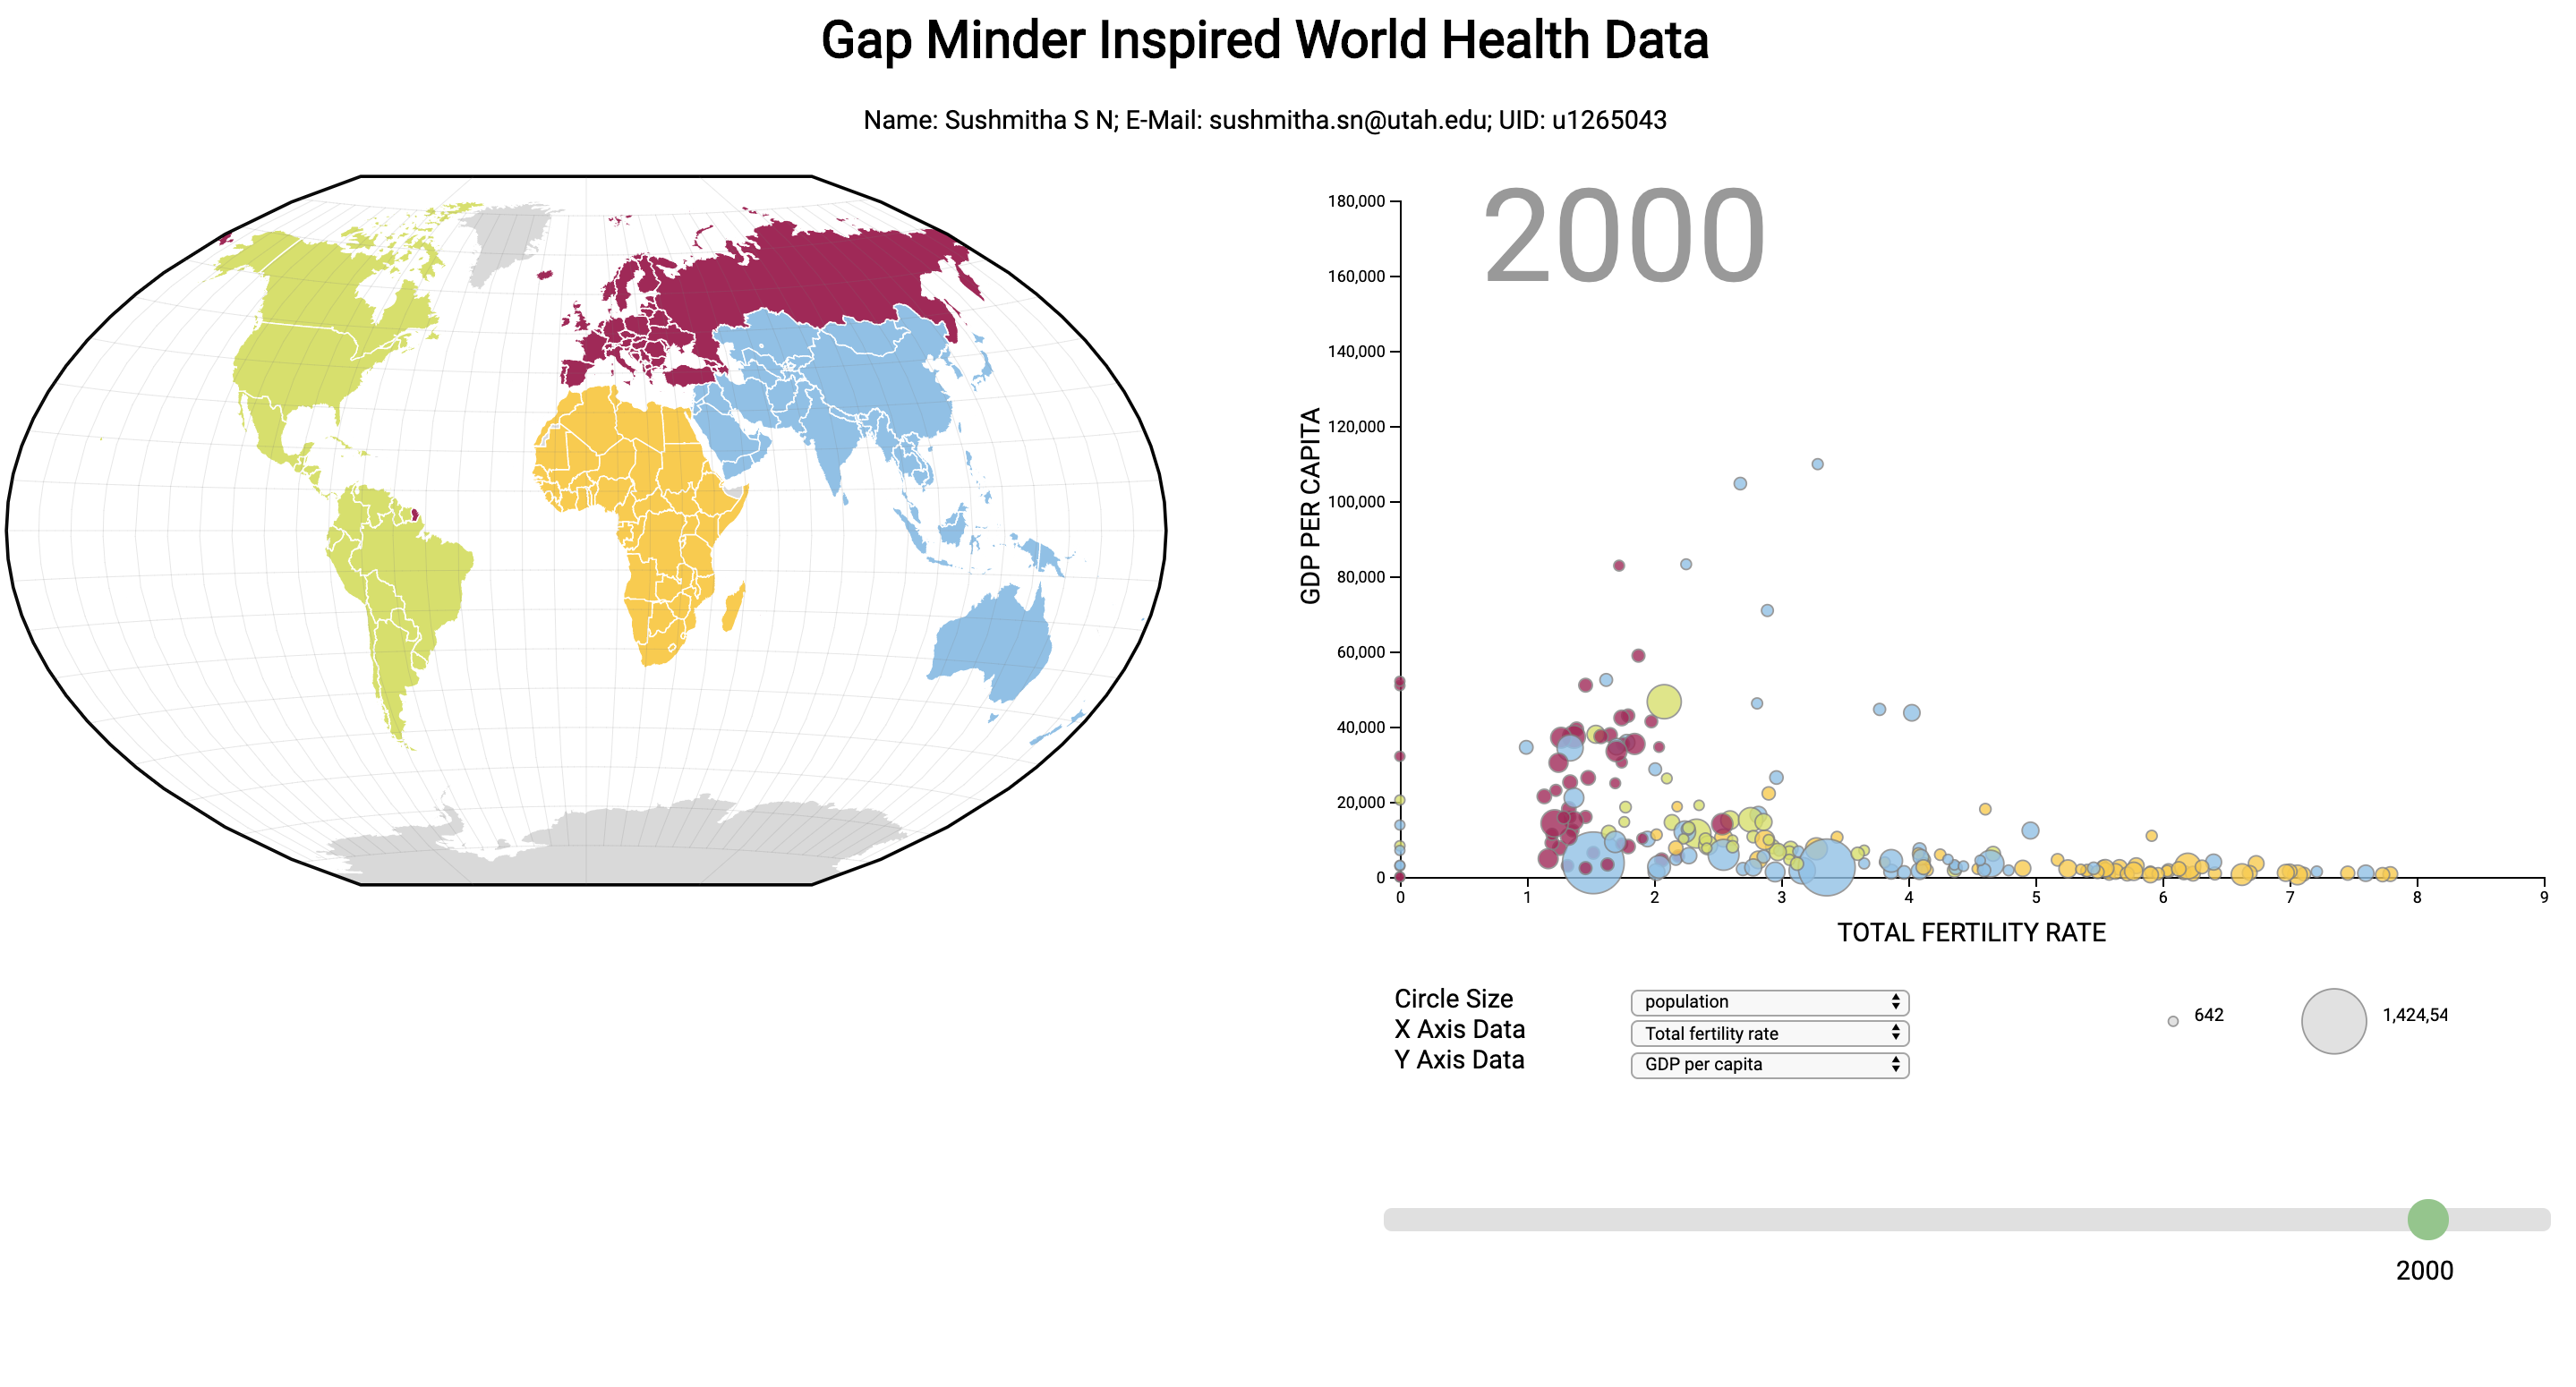 Gap Minder Inspired World Health Data
Name: Sushmitha S N; E-Mail: sushmitha.sn@utah.edu; UID: u1265043
2000
180,000
160,000
140,000
120,000
100,000
80,000
60,000
40,000
20,000
0
GDP PER CAPITA
0 1 2 3 4 5 6 7 8 9
TOTAL FERTILITY RATE
Circle Size population
X Axis Data Total fertility rate
Y Axis Data GDP per capita
642 1,424,54
2000